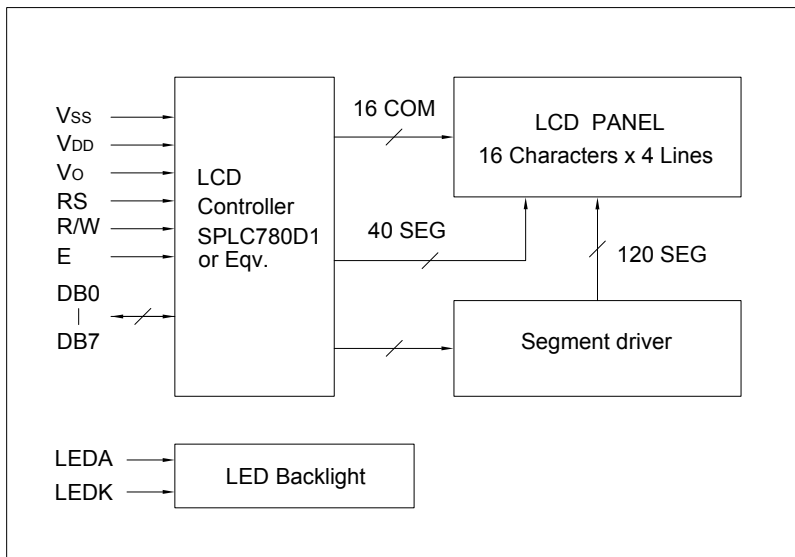 VSS
VDD
VO
RS
R/W
E
DB0
DB7
LCD
Controller
SPLC780D1
or Eqv.
16 COM
40 SEG
LCD PANEL
16 Characters x 4 Lines
120 SEG
Segment driver
LEDA
LEDK
LED Backlight